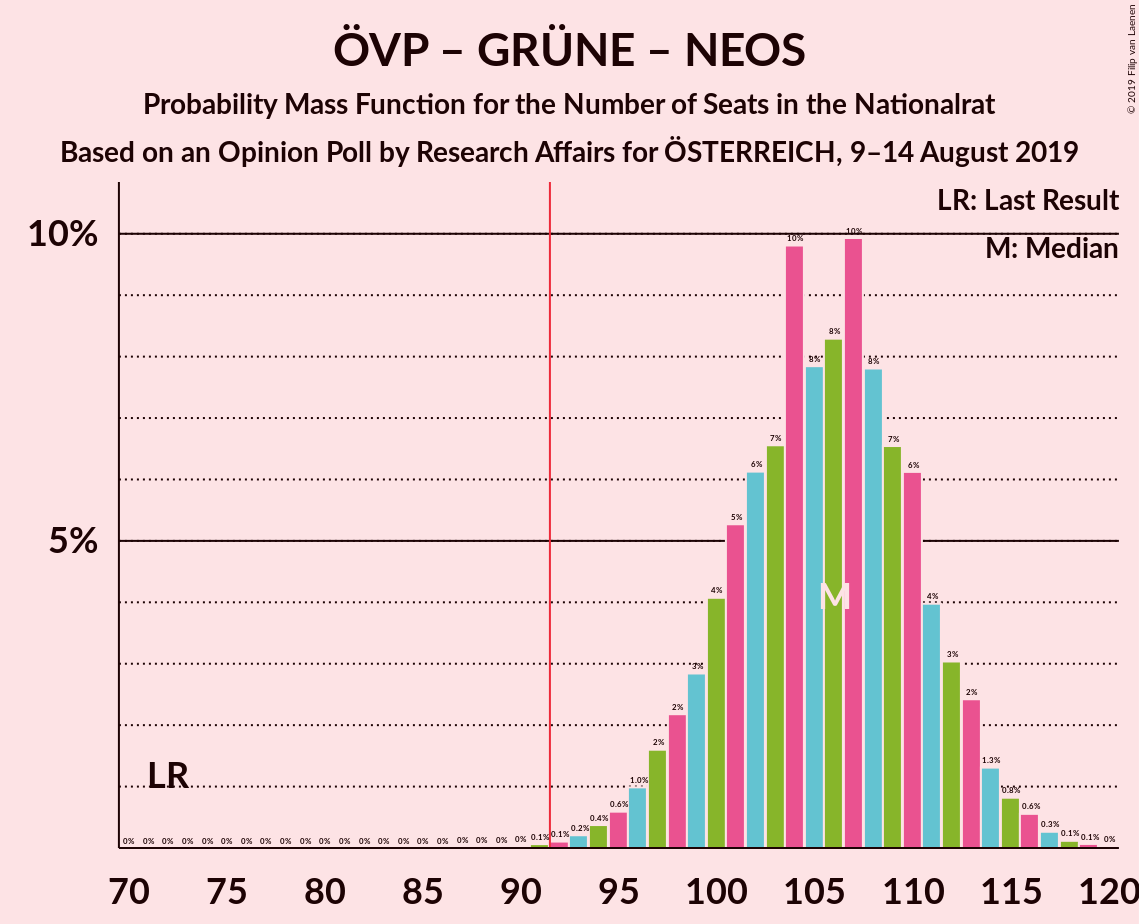 ÖVP – GRÜNE – NEOS
Probability Mass Function for the Number of Seats in the Nationalrat
Based on an Opinion Poll by Research Affairs for ÖSTERREICH, 9–14 August 2019
© 2019 Filip van Laenen
LR: Last Result
M: Median
10%
5%
LR
M
0% 0% 0% 0% 0% 0% 0% 0% 0% 0% 0% 0% 0% 0% 0% 0% 0% 0% 0% 0% 0% 0.1% 0.1% 0.2% 0.4% 0.6% 1.0% 2% 2% 3% 4% 5% 6% 7% 10% 8% 8% 10% 8% 7% 6% 4% 3% 2% 1.3% 0.8% 0.6% 0.3% 0.1% 0.1% 0%
70 75 80 85 90 95 100 105 110 115 120